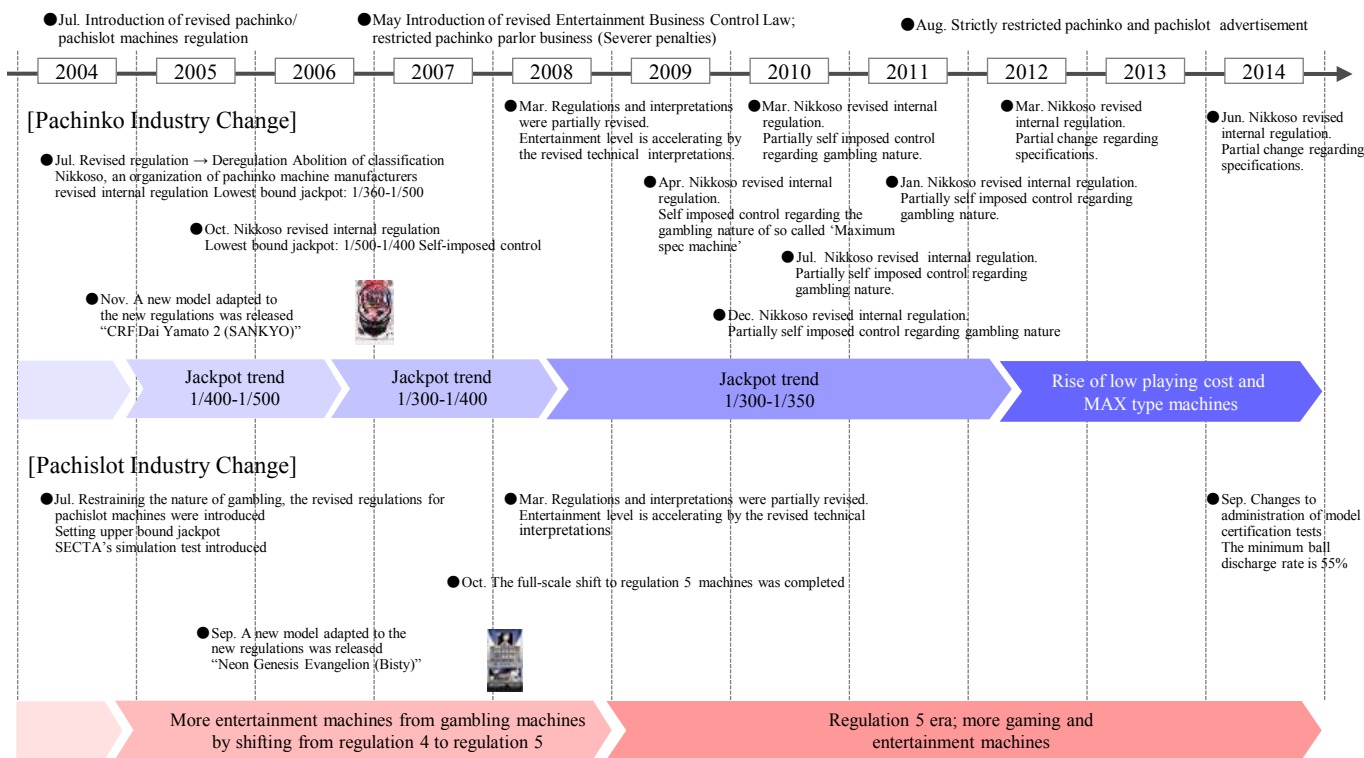 ●Jul. Introduction of revised pachinko/
pachislot machines regulation
●May Introduction of revised Entertainment Business Control Law;
restricted pachinko parlor business (Severer penalties)
●Aug. Strictly restricted pachinko and pachislot advertisement
2004 2005 2006 2007 2008 2009 2010 2011 2012 2013 2014
[Pachinko Industry Change]
●Jul. Revised regulation → Deregulation Abolition of classification
Nikkoso, an organization of pachinko machine manufacturers
revised internal regulation Lowest bound jackpot: 1/360-1/500
●Oct. Nikkoso revised internal regulation
Lowest bound jackpot: 1/500-1/400 Self-imposed control
●Nov. A new model adapted to
the new regulations was released
“CRF Dai Yamato 2 (SANKYO)”
●Mar. Regulations and interpretations
were partially revised.
Entertainment level is accelerating by
the revised technical interpretations.
●Apr. Nikkoso revised internal
regulation.
Self imposed control regarding the
gambling nature of so called ‘Maximum
spec machine’
●Mar. Nikkoso revised internal
regulation.
Partially self imposed control
regarding gambling nature.
●Jan. Nikkoso revised internal regulation.
Partially self imposed control regarding
gambling nature.
●Jul. Nikkoso revised internal regulation.
Partially self imposed control regarding
gambling nature.
●Dec. Nikkoso revised internal regulation.
Partially self imposed control regarding gambling nature
●Mar. Nikkoso revised
internal regulation.
Partial change regarding
specifications.
●Jun. Nikkoso revised
internal regulation.
Partial change regarding
specifications.
Jackpot trend
1/400-1/500
Jackpot trend
1/300-1/400
Jackpot trend
1/300-1/350
Rise of low playing cost and
MAX type machines
[Pachislot Industry Change]
●Jul. Restraining the nature of gambling, the revised regulations for
pachislot machines were introduced
Setting upper bound jackpot
SECTA’s simulation test introduced
●Mar. Regulations and interpretations were partially revised.
Entertainment level is accelerating by the revised technical
interpretations
●Sep. Changes to
administration of model
certification tests
The minimum ball
discharge rate is 55%
●Oct. The full-scale shift to regulation 5 machines was completed
●Sep. A new model adapted to the
new regulations was released
“Neon Genesis Evangelion (Bisty)”
More entertainment machines from gambling machines
by shifting from regulation 4 to regulation 5
Regulation 5 era; more gaming and
entertainment machines